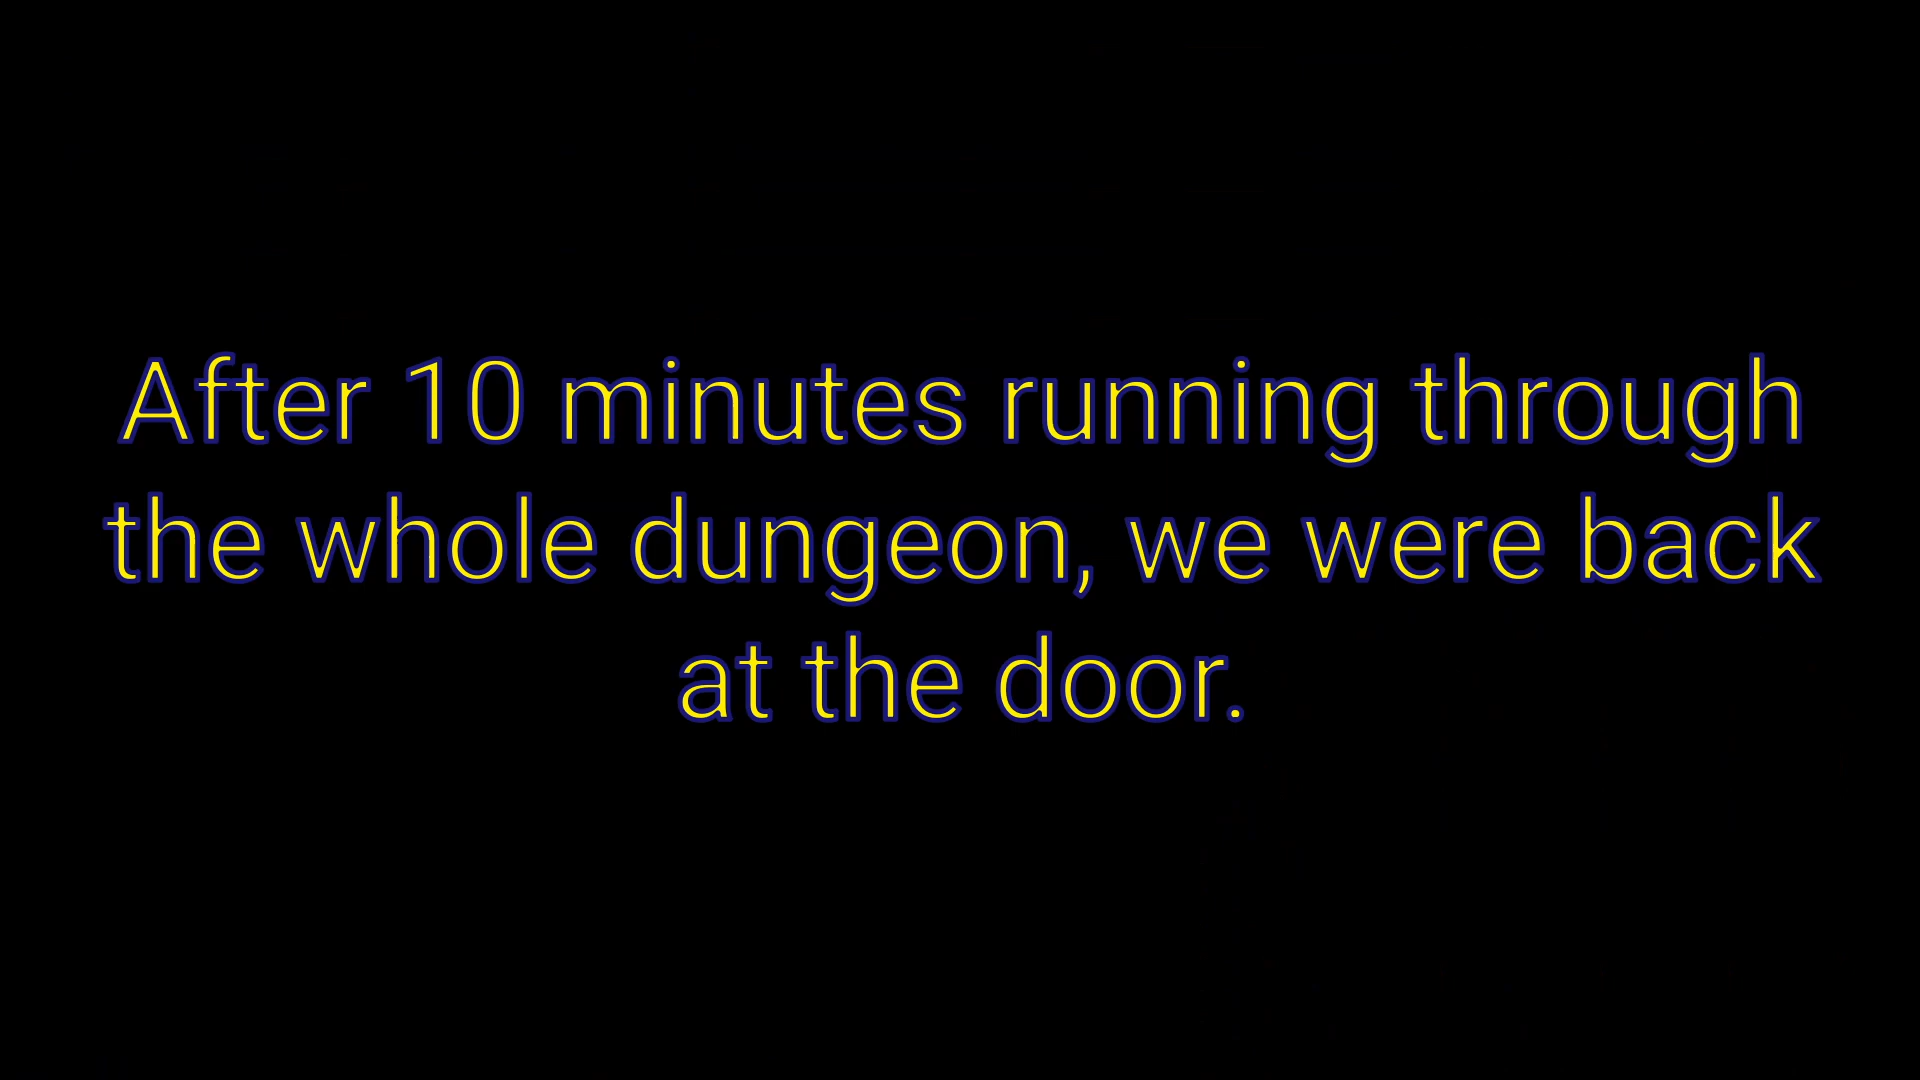 After 10 minutes running through
the whole dungeon, we were back
at the door.